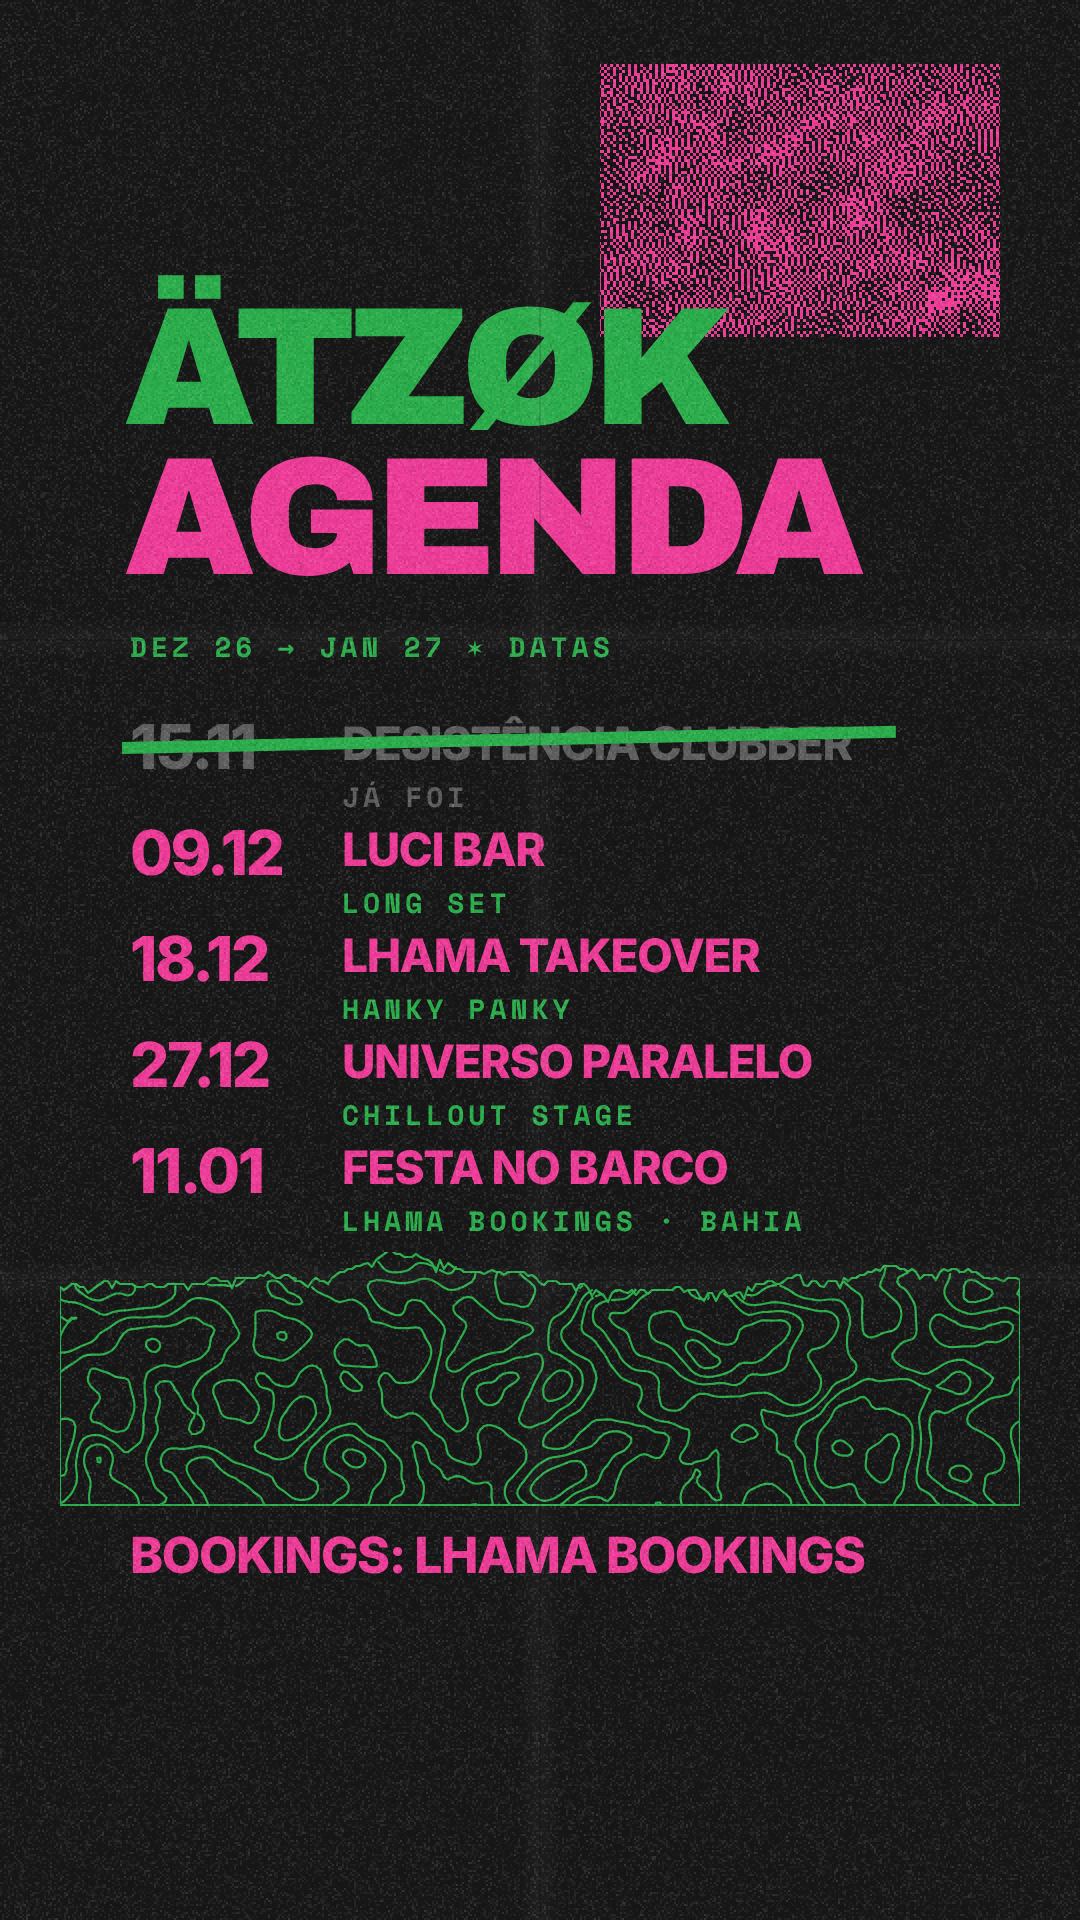 ÄTZØK
AGENDA
DEZ 26 → JAN 27 ✶ DATAS
15.11 DESISTÊNCIA CLUBBER
JÁ FOI
09.12 LUCI BAR
LONG SET
18.12 LHAMA TAKEOVER
HANKY PANKY
27.12 UNIVERSO PARALELO
CHILLOUT STAGE
11.01 FESTA NO BARCO
LHAMA BOOKINGS · BAHIA
BOOKINGS: LHAMA BOOKINGS